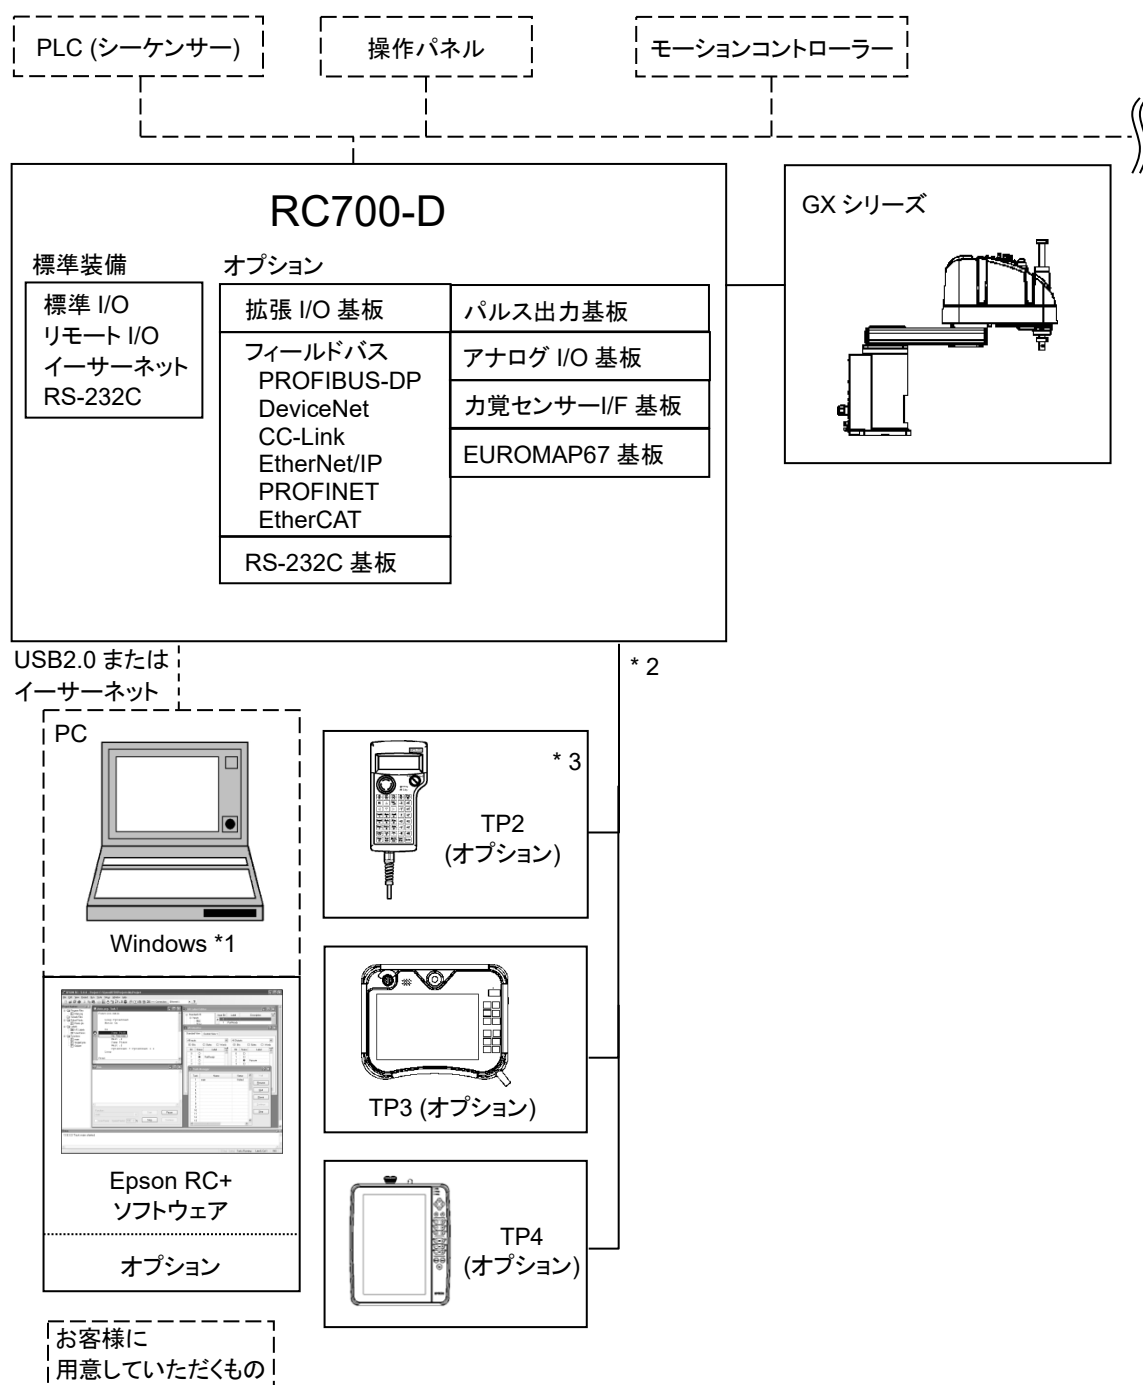 PLC (シーケンサー)
操作パネル
モーションコントローラー
RC700-D
GX シリーズ
標準装備
標準 I/O
リモート I/O
イーサーネット
RS-232C
オプション
拡張 I/O 基板
フィールドバス
PROFIBUS-DP
DeviceNet
CC-Link
EtherNet/IP
PROFINET
EtherCAT
RS-232C 基板
パルス出力基板
アナログ I/O 基板
力覚センサーI/F 基板
EUROMAP67 基板
USB2.0 または
イーサーネット
* 2
PC
Windows *1
* 3
TP2
(オプション)
TP3 (オプション)
Epson RC+
ソフトウェア
オプション
TP4
(オプション)
お客様に
用意していただくもの